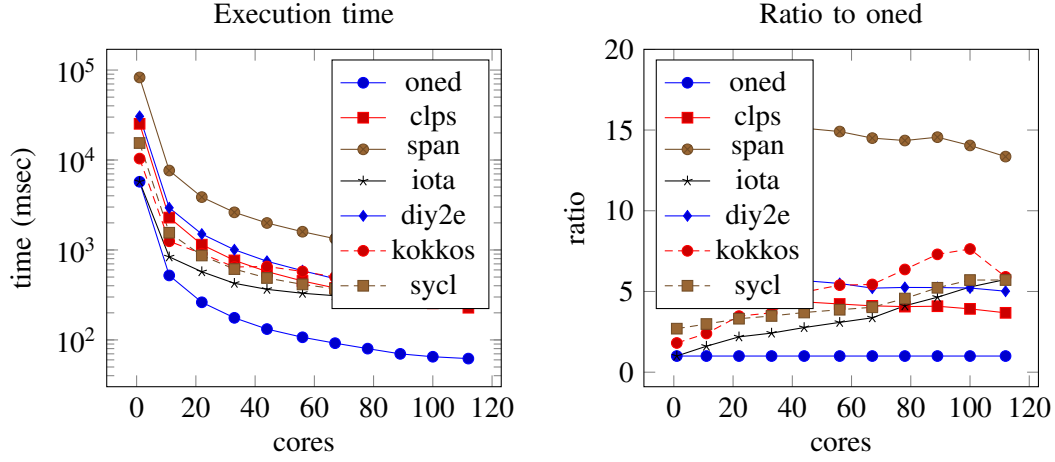 Execution time
10^5
10^4
10^3
10^2
time (msec)
0 20 40 60 80 100 120
cores
oned
clps
span
iota
diy2e
kokkos
sycl
Ratio to oned
20
15
10
5
0
ratio
0 20 40 60 80 100 120
cores
oned
clps
span
iota
diy2e
kokkos
sycl